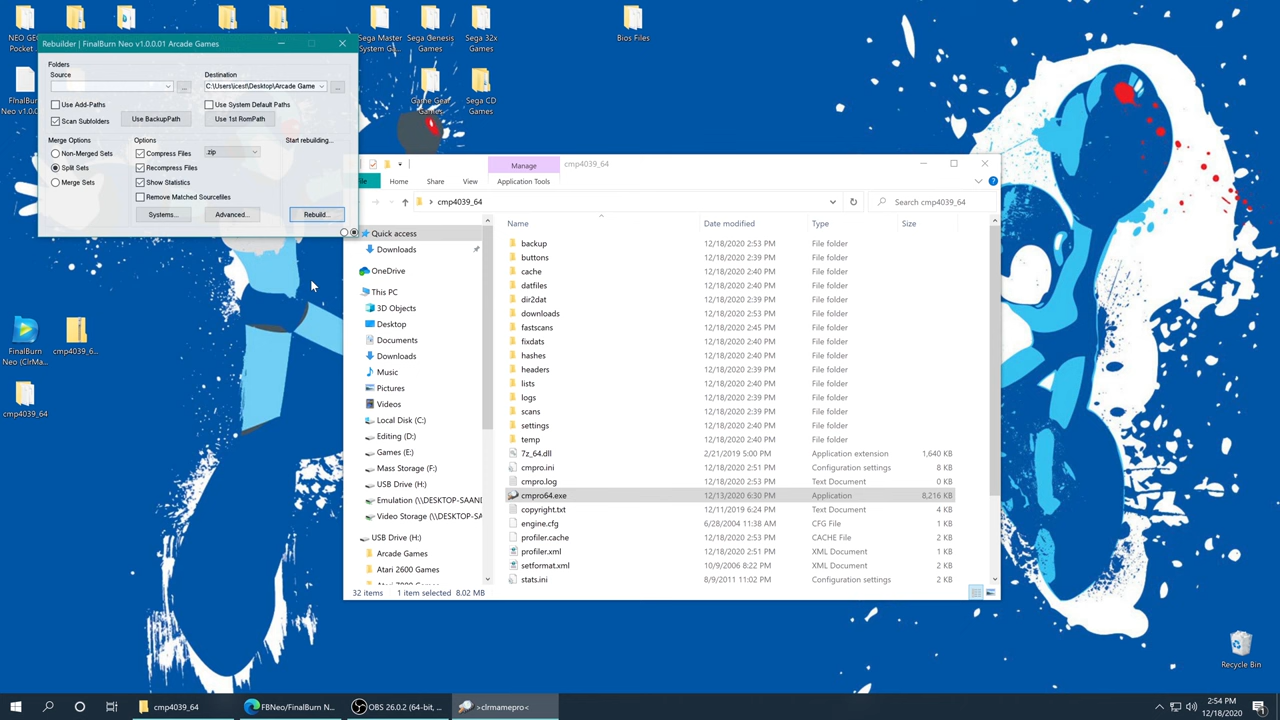 NEO GEO
Pocket ...
Sega Master
System Ga...
Sega Genesis
Games
Sega 32x
Games
Bios Files
Game Gear
Games
Sega CD
Games
FInalBurn
Neo v1.0.0...
FinalBurn
Neo (ClrMa...
cmp4039_6...
cmp4039_64
Recycle Bin
Rebuilder | FinalBurn Neo v1.0.0.01 Arcade Games
Folders
Source
Destination
...
C:\Users\icest\Desktop\Arcade Game
...
Use Add-Paths
Use System Default Paths
Scan Subfolders
Use BackupPath
Use 1st RomPath
Merge Options
Options
Start rebuilding...
Non-Merged Sets
Compress Files
.zip
Split Sets
Recompress Files
Merge Sets
Show Statistics
Remove Matched Sourcefiles
Systems...
Advanced...
Rebuild...
Manage
cmp4039_64
Home
Share
View
Application Tools
cmp4039_64
Search cmp4039_64
Quick access
Downloads
OneDrive
This PC
3D Objects
Desktop
Documents
Downloads
Music
Pictures
Videos
Local Disk (C:)
Editing (D:)
Games (E:)
Mass Storage (F:)
USB Drive (H:)
Emulation (\\DESKTOP-SAAND
Video Storage (\\DESKTOP-SAAND
USB Drive (H:)
Arcade Games
Atari 2600 Games
Name Date modified Type Size
backup 12/18/2020 2:53 PM File folder
buttons 12/18/2020 2:39 PM File folder
cache 12/18/2020 2:40 PM File folder
datfiles 12/18/2020 2:40 PM File folder
dir2dat 12/18/2020 2:39 PM File folder
downloads 12/18/2020 2:53 PM File folder
fastscans 12/18/2020 2:45 PM File folder
fixdats 12/18/2020 2:40 PM File folder
hashes 12/18/2020 2:40 PM File folder
headers 12/18/2020 2:39 PM File folder
lists 12/18/2020 2:40 PM File folder
logs 12/18/2020 2:39 PM File folder
scans 12/18/2020 2:40 PM File folder
settings 12/18/2020 2:40 PM File folder
temp 12/18/2020 2:40 PM File folder
7z_64.dll 2/21/2019 5:00 PM Application extension 1,640 KB
cmpro.ini 12/18/2020 2:51 PM Configuration settings 8 KB
cmpro.log 12/18/2020 2:53 PM Text Document 0 KB
cmpro64.exe 12/13/2020 6:30 PM Application 8,216 KB
copyright.txt 12/11/2019 6:24 PM Text Document 4 KB
engine.cfg 6/28/2004 11:38 AM CFG File 1 KB
profiler.cache 12/18/2020 2:53 PM CACHE File 2 KB
profiler.xml 12/18/2020 2:51 PM XML Document 1 KB
setformat.xml 10/9/2006 8:22 PM XML Document 2 KB
stats.ini 8/9/2011 11:02 PM Configuration settings 2 KB
32 items 1 item selected 8.02 MB
cmp4039_64
FBNeo/FinalBurn N...
OBS 26.0.2 (64-bit, ...
>clrmamepro<
2:54 PM
12/18/2020